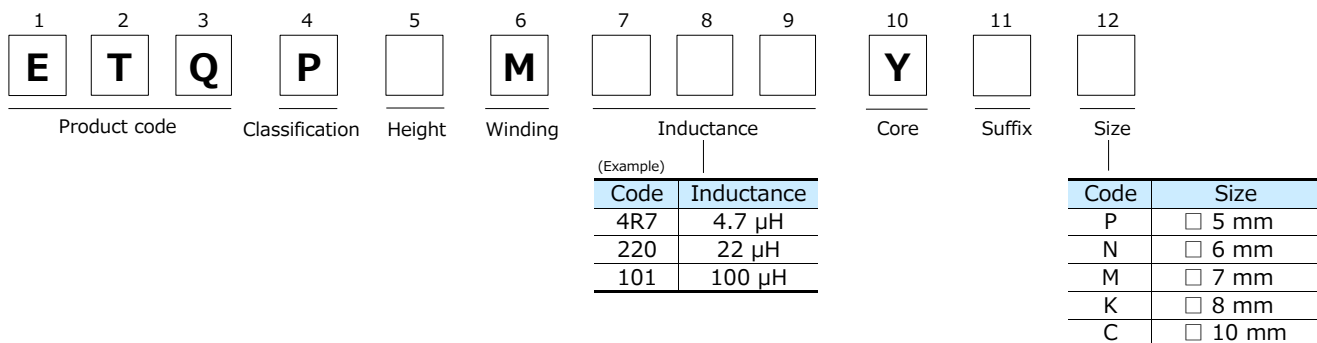 1 2 3 4 5 6 7 8 9 10 11 12
E T Q P M Y
Product code Classification Height Winding Inductance Core Suffix Size
(Example)
Code Inductance
4R7 4.7 µH
220 22 µH
101 100 µH
Code Size
P □ 5 mm
N □ 6 mm
M □ 7 mm
K □ 8 mm
C □ 10 mm